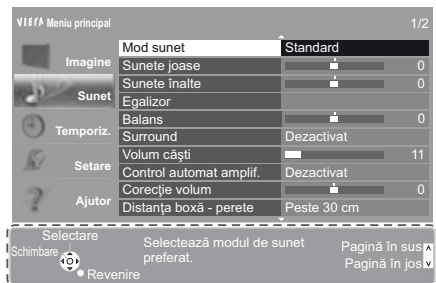 VIErA Meniu principal 1/2
Imagine
Sunet
Temporiz.
Setare
Ajutor
Mod sunet Standard
Sunete joase 0
Sunete înalte 0
Egalizor
Balans 0
Surround Dezactivat
Volum căşti 11
Control automat amplif. Dezactivat
Corecţie volum 0
Distanţa boxă - perete Peste 30 cm
Selectare
Schimbare
Revenire
Selectează modul de sunet
preferat.
Pagină în sus
Pagină în jos